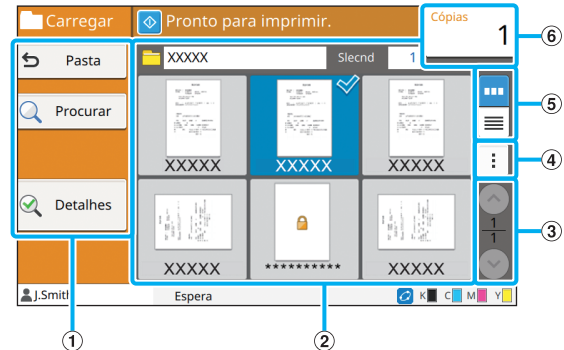 Carregar
Pronto para imprimir.
Cópias
1
⑥
Pasta
XXXXX
Slecnd
1
Procurar
⑤
XXXXX
XXXXX
XXXXX
④
Detalhes
1
1
③
XXXXX
**********
XXXXX
J.Smith
Espera
K
C
M
Y
①
②